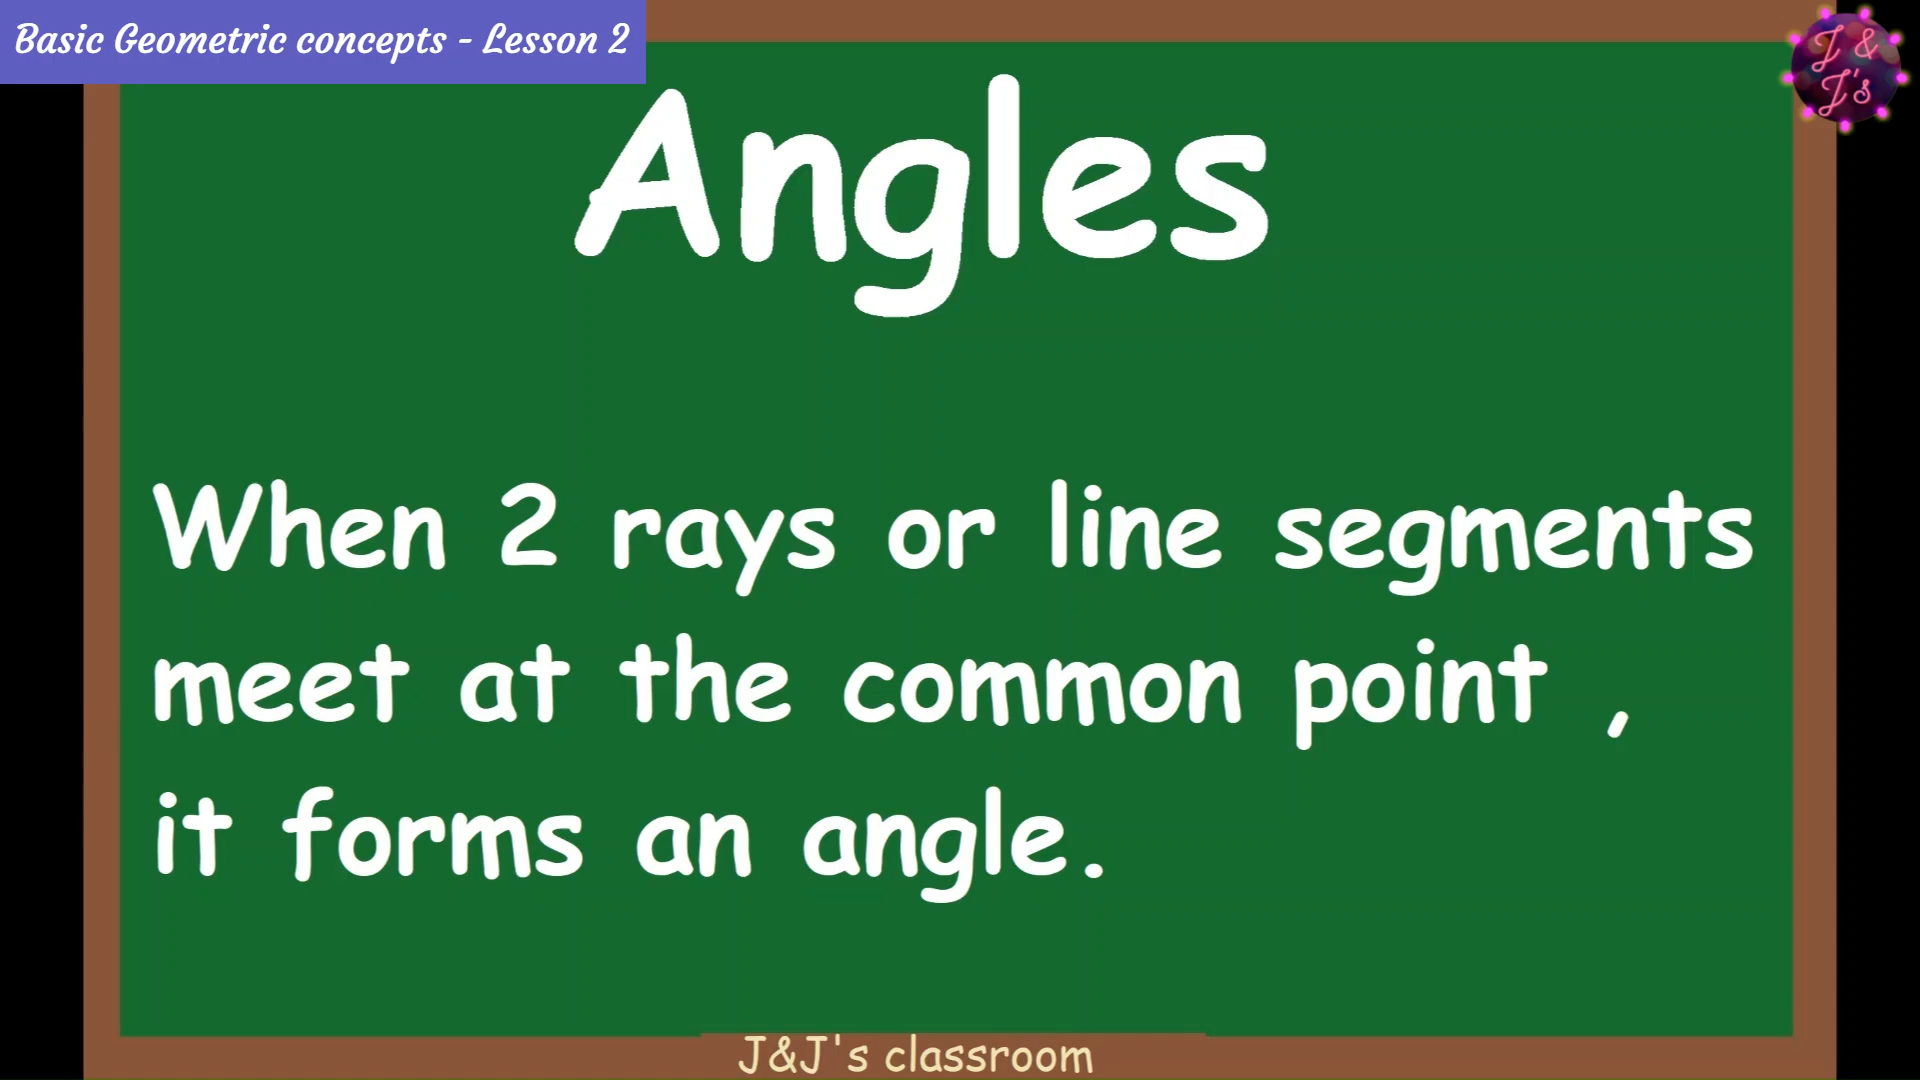 Basic Geometric concepts - Lesson 2
J &
J's
Angles
When 2 rays or line segments
meet at the common point ,
it forms an angle.
J&J's classroom